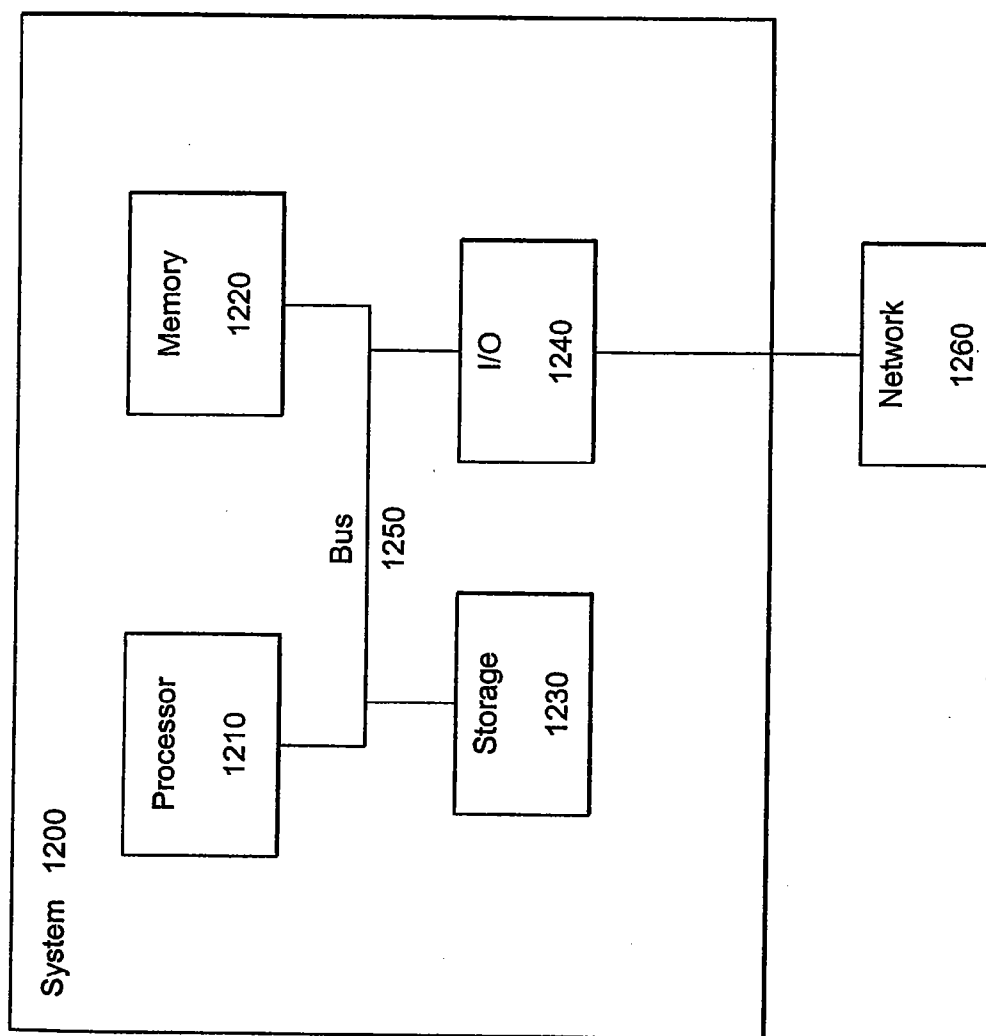 System 1200
Processor
1210
Memory
1220
Bus
1250
Storage
1230
I/O
1240
Network
1260